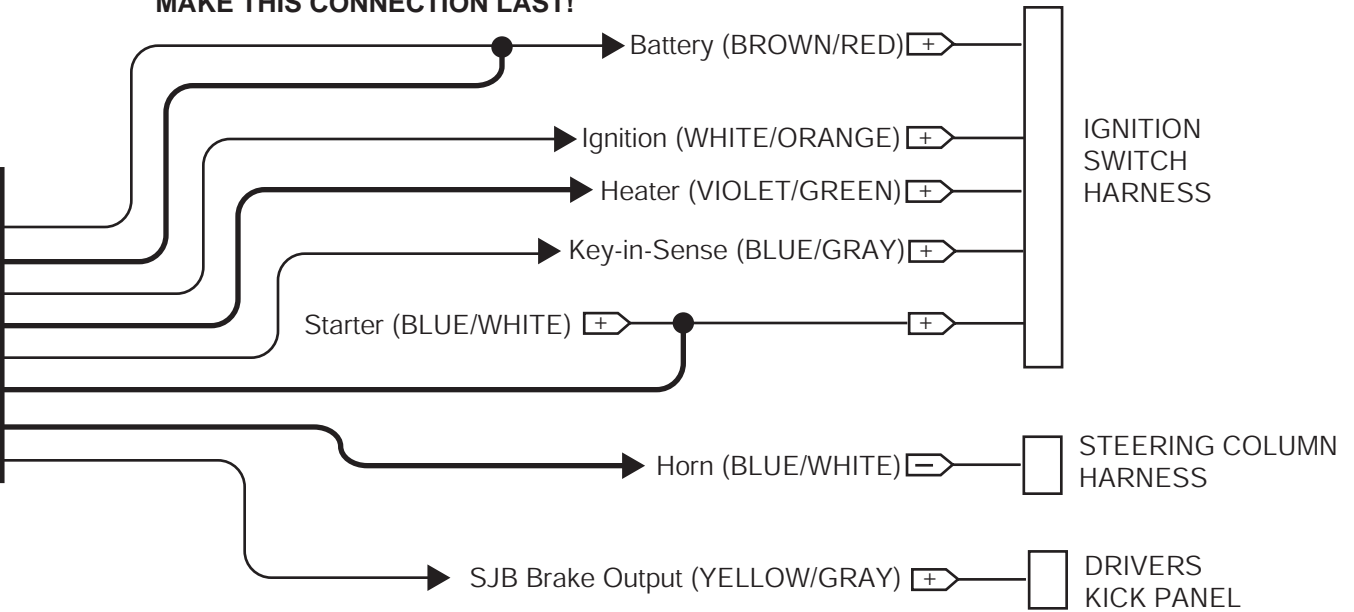 MAKE THIS CONNECTION LAST!
Battery (BROWN/RED) +
Ignition (WHITE/ORANGE) +
Heater (VIOLET/GREEN) +
Key-in-Sense (BLUE/GRAY) +
Starter (BLUE/WHITE) + +
IGNITION
SWITCH
HARNESS
Horn (BLUE/WHITE) −
STEERING COLUMN
HARNESS
SJB Brake Output (YELLOW/GRAY) +
DRIVERS
KICK PANEL